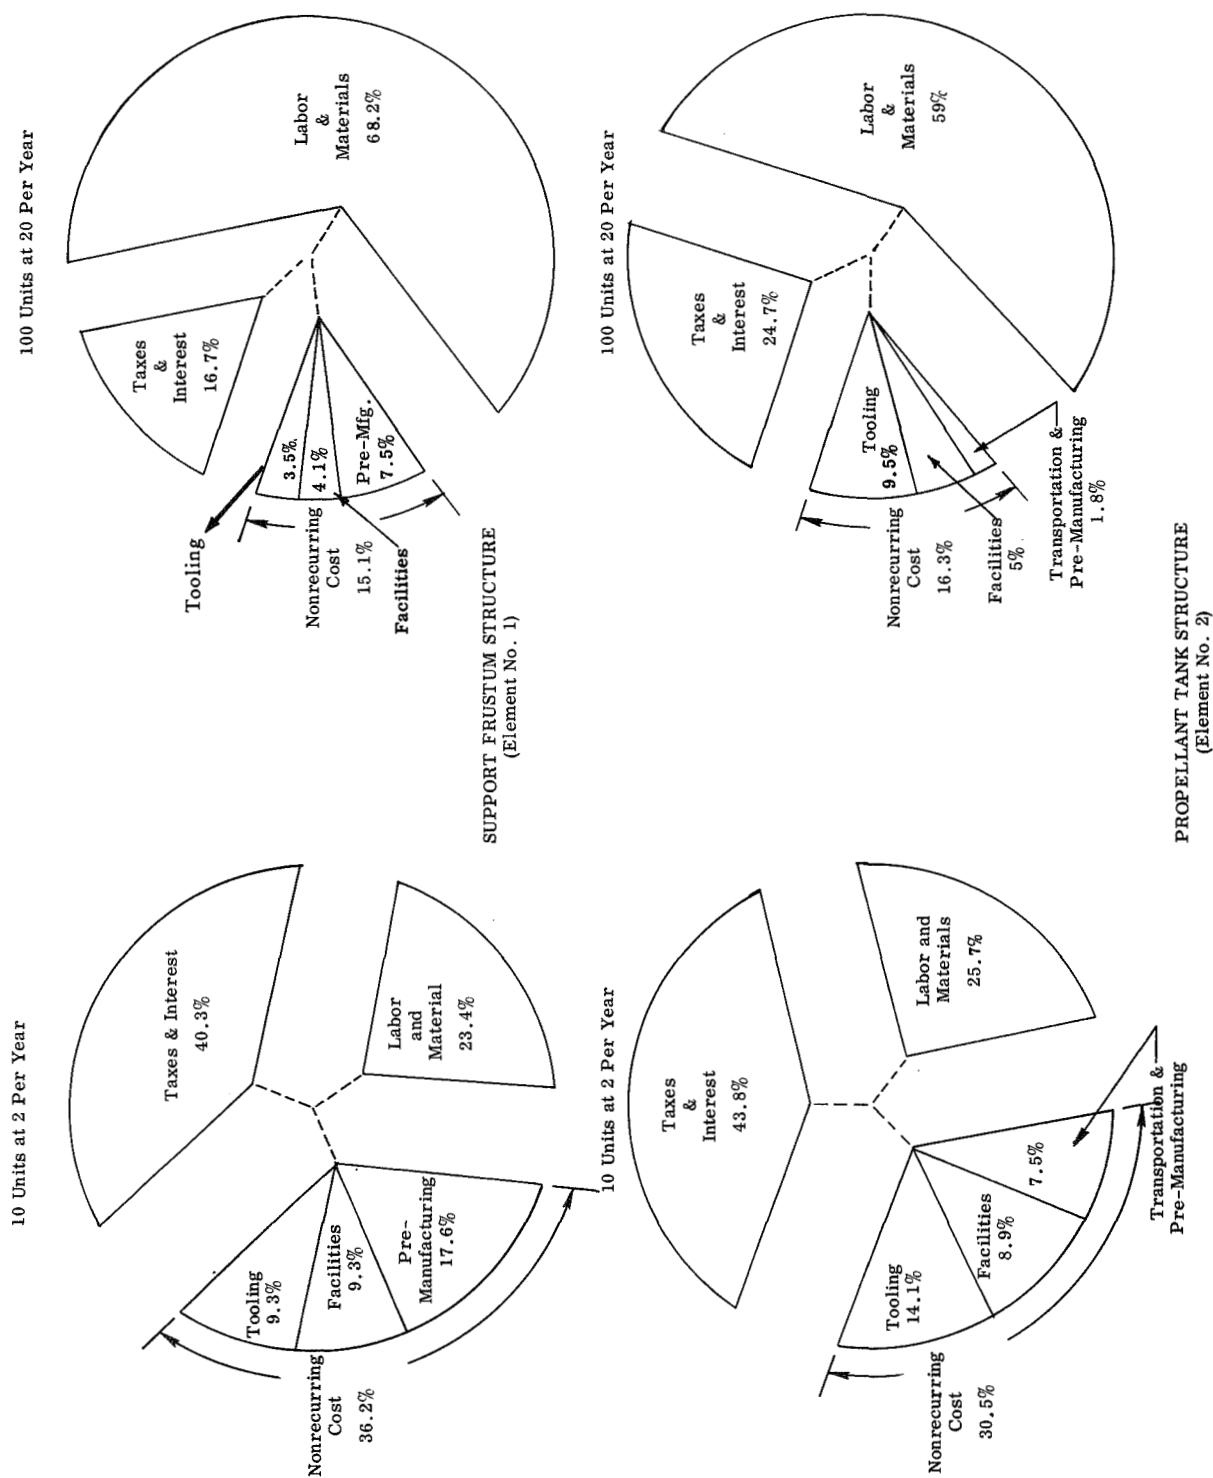 10 Units at 2 Per Year
Taxes & Interest
40.3%
Labor
and
Material
23.4%
Tooling
9.3%
Facilities
9.3%
Pre-
Manufacturing
17.6%
Nonrecurring
Cost
36.2%
100 Units at 20 Per Year
Taxes
&
Interest
16.7%
Labor
&
Materials
68.2%
3.5%
4.1%
Pre-Mfg.
7.5%
Tooling
Nonrecurring
Cost
15.1%
Facilities
SUPPORT FRUSTUM STRUCTURE
(Element No. 1)
10 Units at 2 Per Year
Taxes
&
Interest
43.8%
Labor and
Materials
25.7%
Tooling
14.1%
Facilities
8.9%
7.5%
Nonrecurring
Cost
30.5%
Transportation &
Pre-Manufacturing
100 Units at 20 Per Year
Taxes
&
Interest
24.7%
Labor
&
Materials
59%
Tooling
9.5%
Nonrecurring
Cost
16.3%
Facilities
5%
Transportation &
Pre-Manufacturing
1.8%
PROPELLANT TANK STRUCTURE
(Element No. 2)